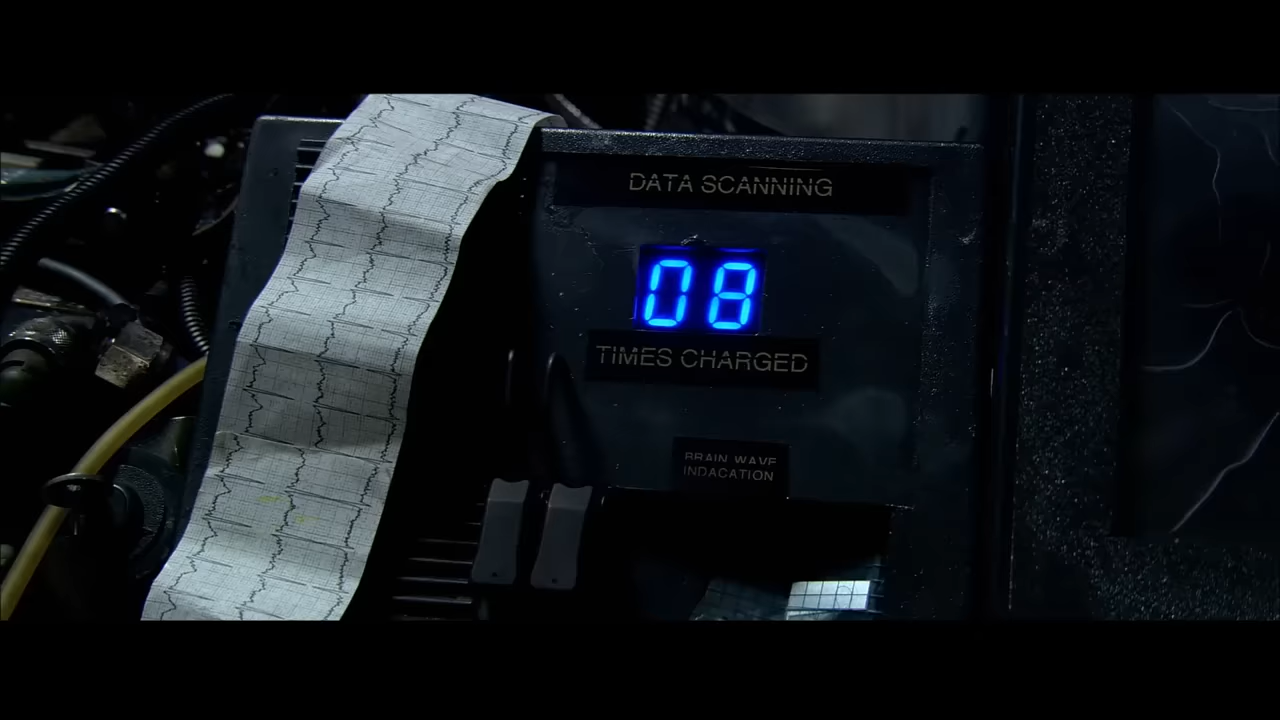 DATA SCANNING
08
TIMES CHARGED
BRAIN WAVE
INDACATION